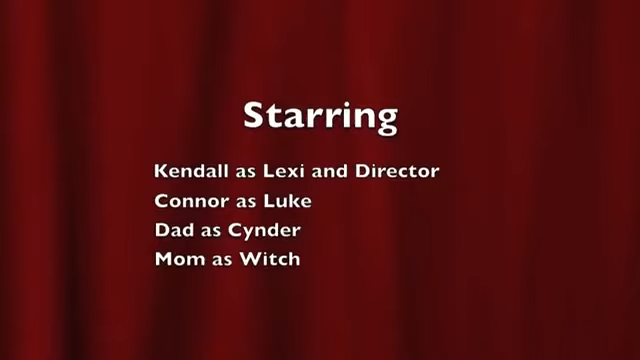 Starring
Kendall as Lexi and Director
Connor as Luke
Dad as Cynder
Mom as Witch